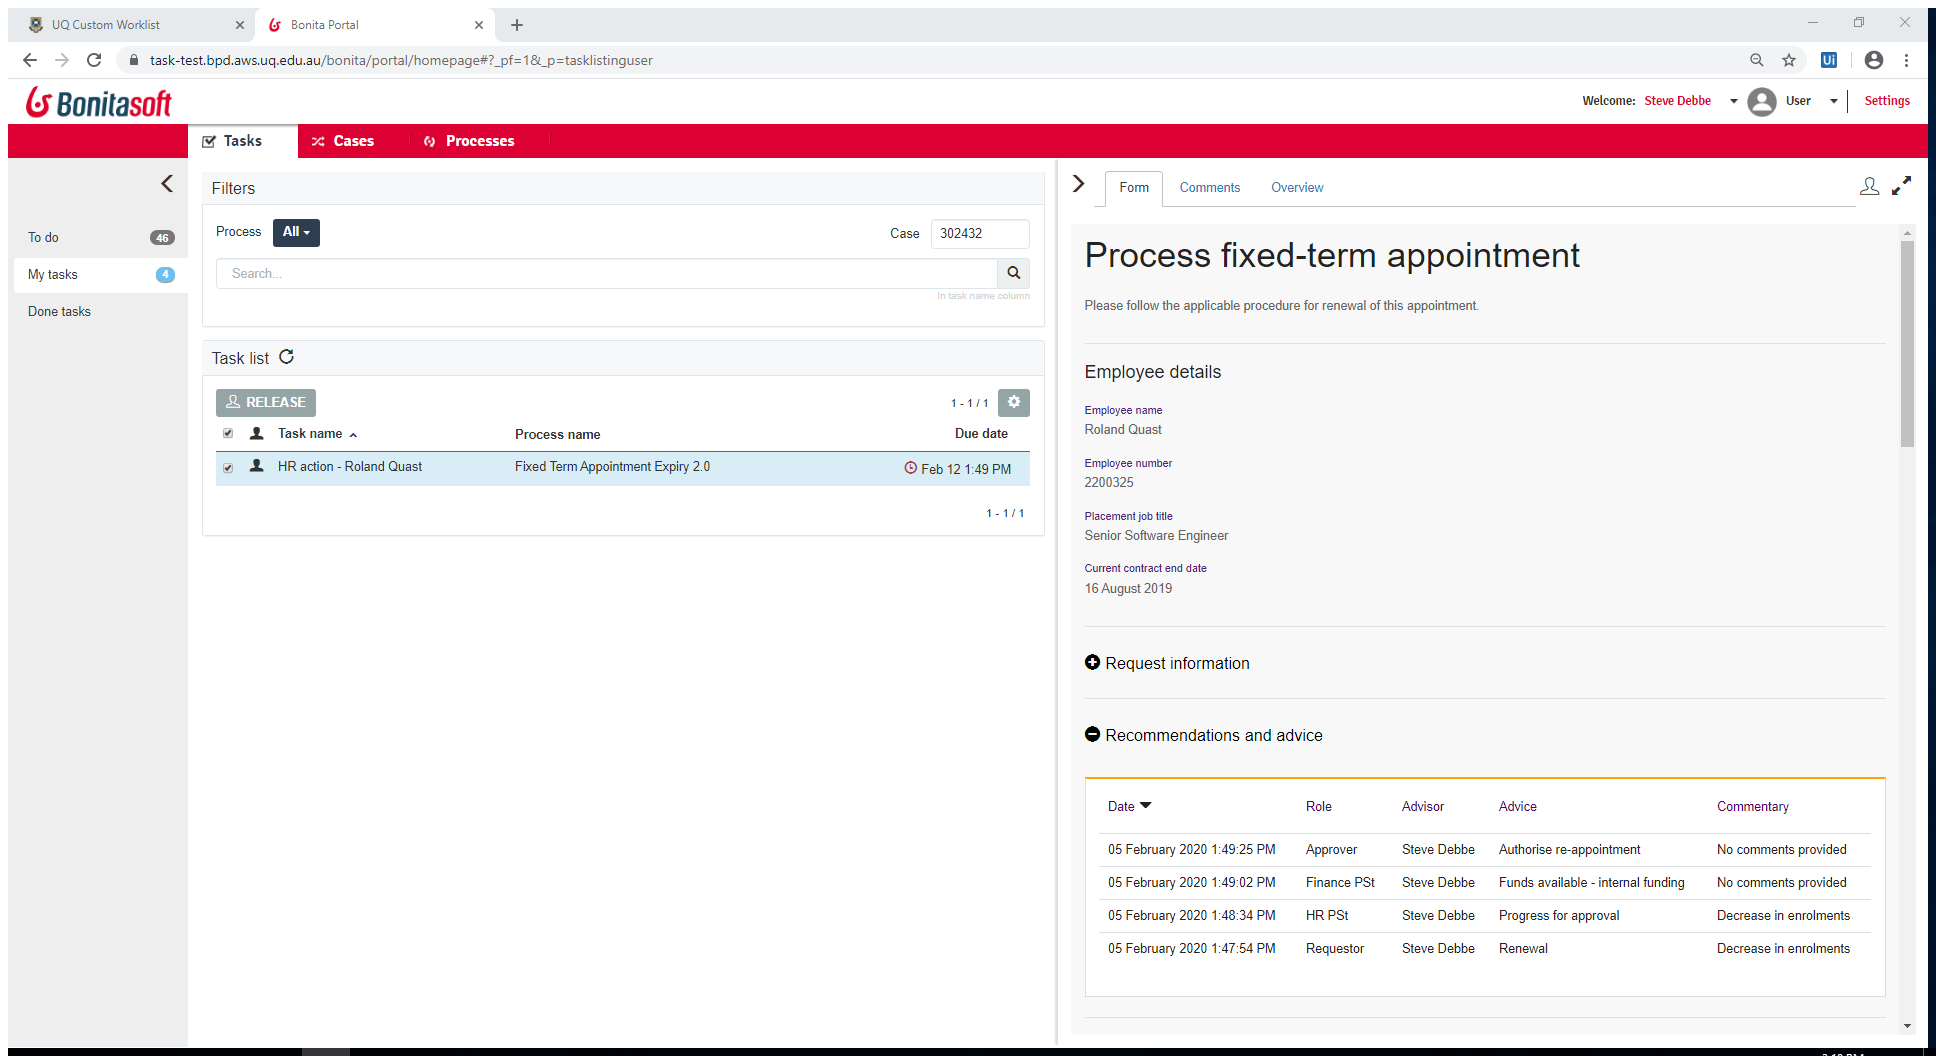 UQ Custom Worklist
Bonita Portal
task-test.bpd.aws.uq.edu.au/bonita/portal/homepage#?_pf=1&_p=tasklistinguser
Ui
Bonitasoft
Welcome: Steve Debbe
User
Settings
Tasks
Cases
Processes
To do 46
My tasks 4
Done tasks
Filters
Process All
Case 302432
Search...
In task name column
Task list
RELEASE
1 - 1 / 1
Task name Process name Due date
HR action - Roland Quast Fixed Term Appointment Expiry 2.0 Feb 12 1:49 PM
1 - 1 / 1
Form Comments Overview
Process fixed-term appointment
Please follow the applicable procedure for renewal of this appointment.
Employee details
Employee name
Roland Quast
Employee number
2200325
Placement job title
Senior Software Engineer
Current contract end date
16 August 2019
Request information
Recommendations and advice
Date Role Advisor Advice Commentary
05 February 2020 1:49:25 PM Approver Steve Debbe Authorise re-appointment No comments provided
05 February 2020 1:49:02 PM Finance PSt Steve Debbe Funds available - internal funding No comments provided
05 February 2020 1:48:34 PM HR PSt Steve Debbe Progress for approval Decrease in enrolments
05 February 2020 1:47:54 PM Requestor Steve Debbe Renewal Decrease in enrolments